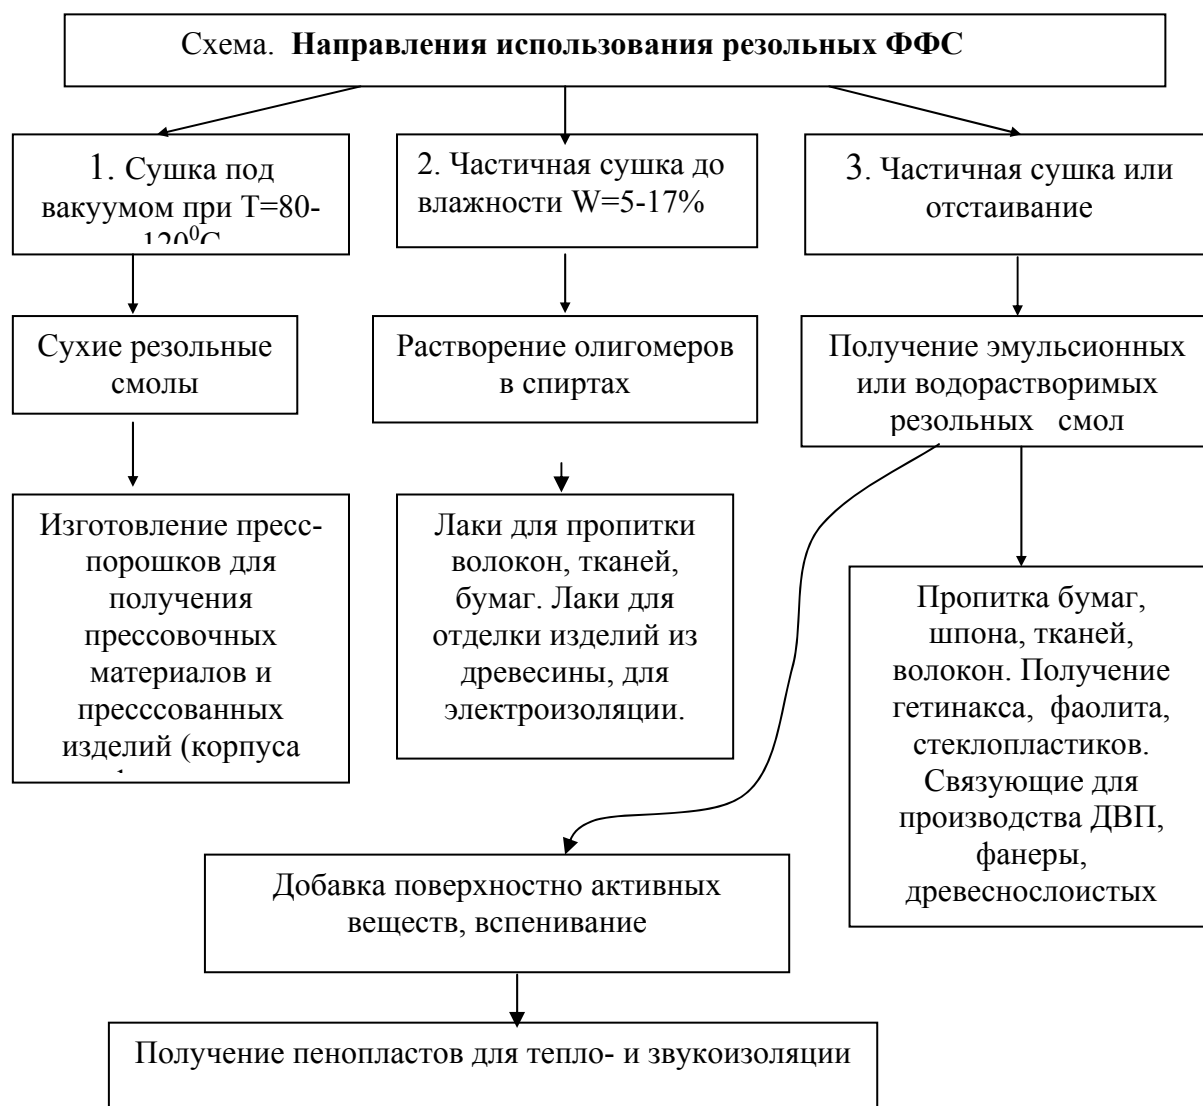 Схема. Направления использования резольных ФФС
1. Сушка под
вакуумом при Т=80-
120⁰С
2. Частичная сушка до
влажности W=5-17%
3. Частичная сушка или
отстаивание
Сухие резольные
смолы
Растворение олигомеров
в спиртах
Получение эмульсионных
или водорастворимых
резольных смол
Изготовление пресс-
порошков для
получения
прессовочных
материалов и
пресссованных
изделий (корпуса
Лаки для пропитки
волокон, тканей,
бумаг. Лаки для
отделки изделий из
древесины, для
электроизоляции.
Пропитка бумаг,
шпона, тканей,
волокон. Получение
гетинакса, фаолита,
стеклопластиков.
Связующие для
производства ДВП,
фанеры,
древеснослоистых
Добавка поверхностно активных
веществ, вспенивание
Получение пенопластов для тепло- и звукоизоляции